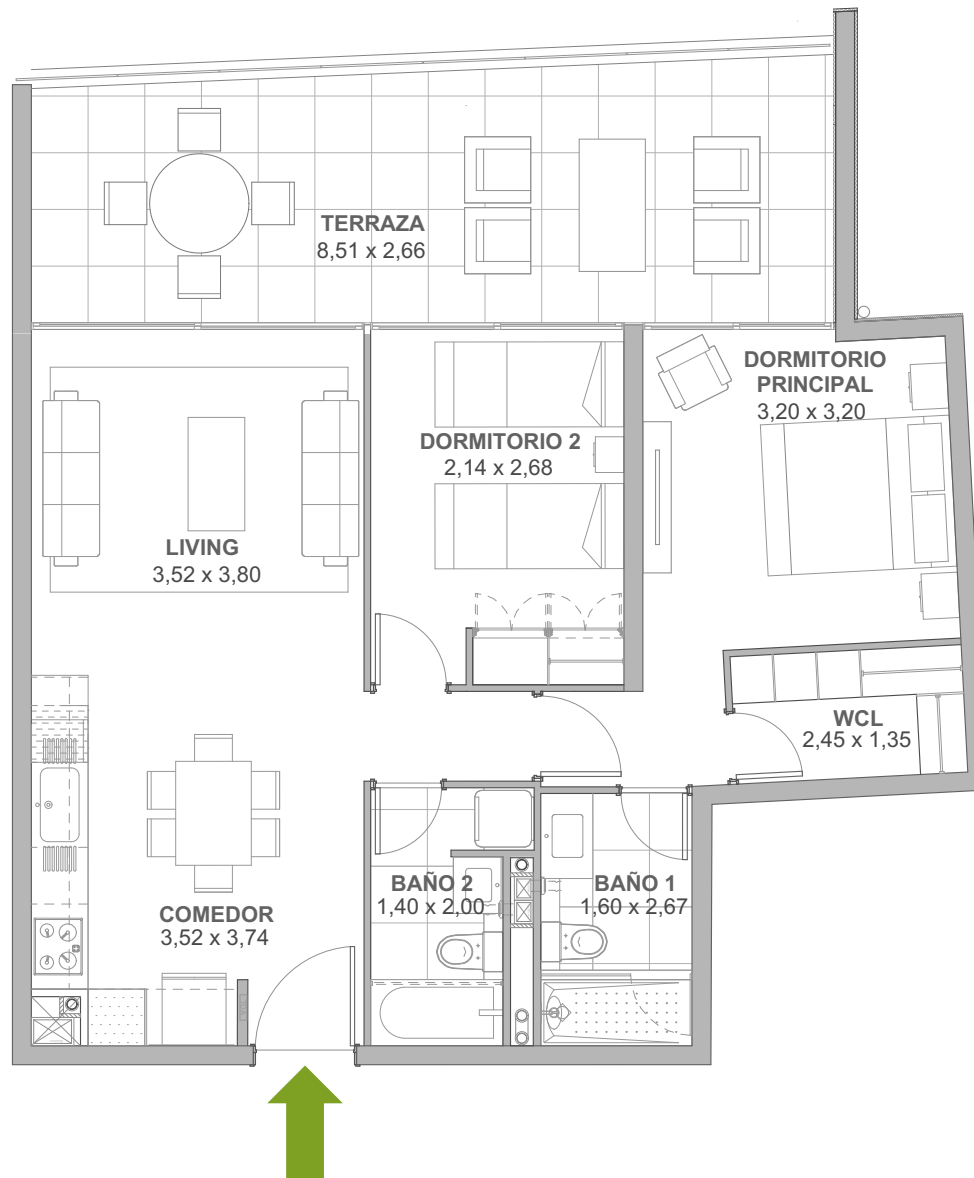 TERRAZA
8,51 x 2,66
DORMITORIO
PRINCIPAL
3,20 x 3,20
DORMITORIO 2
2,14 x 2,68
LIVING
3,52 x 3,80
WCL
2,45 x 1,35
BAÑO 2
1,40 x 2,00
BAÑO 1
1,60 x 2,67
COMEDOR
3,52 x 3,74